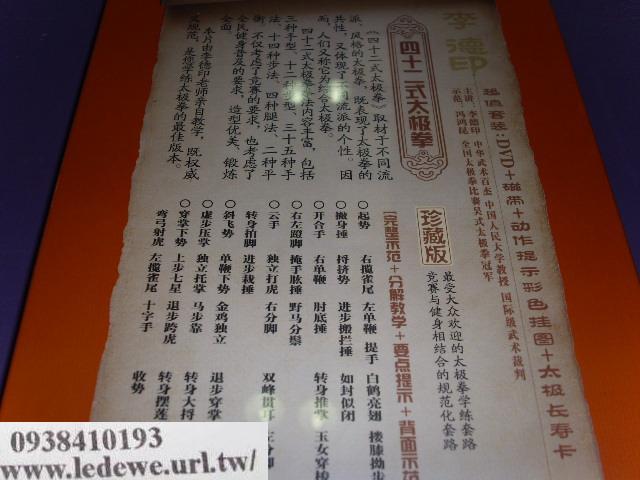 李德印
超值套装:DVD+磁带+动作提示彩色挂图+太极长寿卡
主讲:李德印 中华武术百杰 中国人民大学教授 国际级武术裁判
示范:冯鸿昆 全国太极拳比赛吴式太极拳冠军
四十二式太极拳
珍藏版
最受大众欢迎的太极拳学练套路
竞赛与健身相结合的规范化套路
完整示范+分解教学+要点提示+背面示范
《四十二式太极拳》取材于不同流
派、风格的太极拳，既表现了太极拳的
共性，又体现了不同流派的个性。因
而，人们又称它为综合太极拳。
四十二式太极拳技法内容丰富，包括
三种手型、十二种步型、三十五种手
法、十四种步法、四种腿法、二种平
衡，不仅考虑了竞赛的要求，也考虑了
全民健身普及的要求，造型优美、锻炼
全面。
本片由李德印老师亲自教学，既权威
又规范，是您学练太极拳的最佳版本。
○起势 右揽雀尾 左单鞭 提手 白鹤亮翅 搂膝拗步
○撇身捶 捋挤势 进步搬拦捶 如封似闭
○开合手 右单鞭 肘底捶 转身推掌 玉女穿梭
○右左蹬脚 掩手肱捶 野马分鬃
○云手 独立打虎 右分脚 双峰贯耳 左分脚
转身拍脚 进步栽捶
○斜飞势 单鞭下势 金鸡独立 退步穿掌
○虚步压掌 独立托掌 马步靠 转身大捋
○穿掌下势 上步七星 退步跨虎 转身摆莲
弯弓射虎 左揽雀尾 十字手 收势
0938410193
www.ledewe.url.tw/